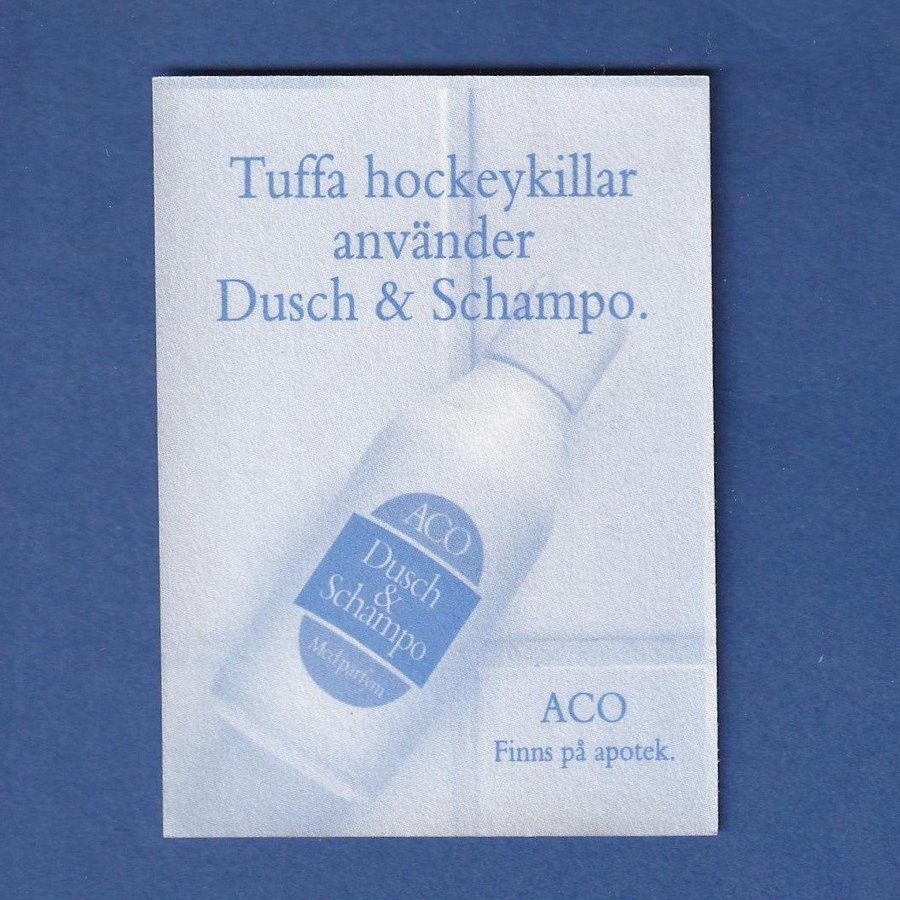 Tuffa hockeykillar
använder
Dusch & Schampo.
ACO
Dusch
&
Schampo
Med parfym
ACO
Finns på apotek.